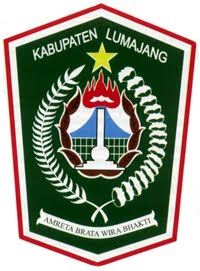 KABUPATEN LUMAJANG
AMRETA BRATA WIRA BHAKTI